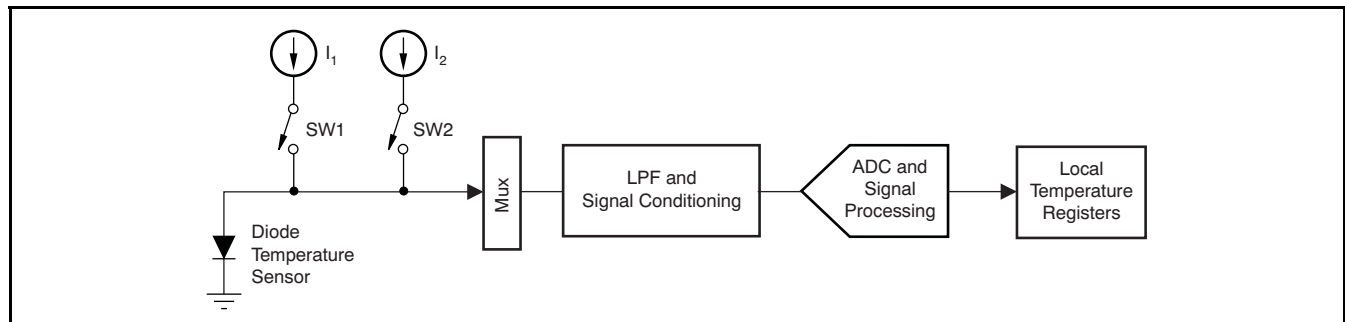 I1
I2
SW1
SW2
Diode
Temperature
Sensor
Mux
LPF and
Signal Conditioning
ADC and
Signal
Processing
Local
Temperature
Registers